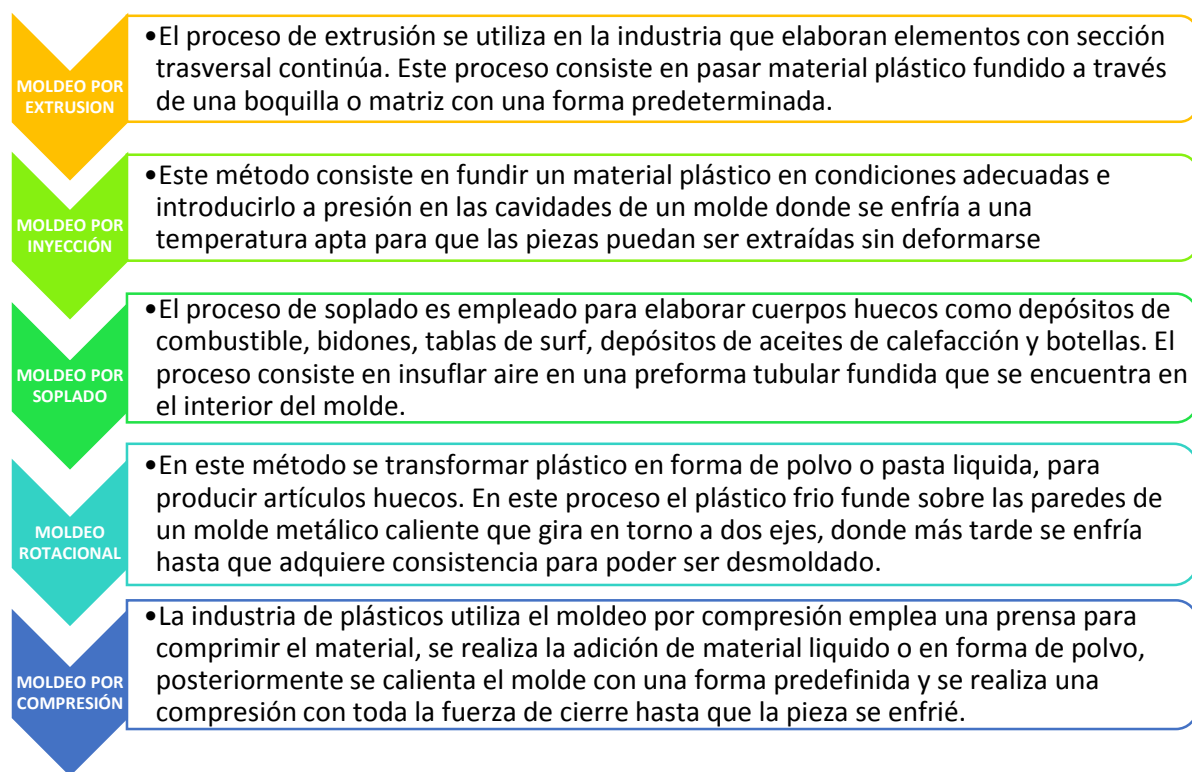 MOLDEO POR
EXTRUSION
•El proceso de extrusión se utiliza en la industria que elaboran elementos con sección
trasversal continúa. Este proceso consiste en pasar material plástico fundido a través
de una boquilla o matriz con una forma predeterminada.
MOLDEO POR
INYECCIÓN
•Este método consiste en fundir un material plástico en condiciones adecuadas e
introducirlo a presión en las cavidades de un molde donde se enfría a una
temperatura apta para que las piezas puedan ser extraídas sin deformarse
MOLDEO POR
SOPLADO
•El proceso de soplado es empleado para elaborar cuerpos huecos como depósitos de
combustible, bidones, tablas de surf, depósitos de aceites de calefacción y botellas. El
proceso consiste en insuflar aire en una preforma tubular fundida que se encuentra en
el interior del molde.
MOLDEO
ROTACIONAL
•En este método se transformar plástico en forma de polvo o pasta liquida, para
producir artículos huecos. En este proceso el plástico frio funde sobre las paredes de
un molde metálico caliente que gira en torno a dos ejes, donde más tarde se enfría
hasta que adquiere consistencia para poder ser desmoldado.
MOLDEO POR
COMPRESIÓN
•La industria de plásticos utiliza el moldeo por compresión emplea una prensa para
comprimir el material, se realiza la adición de material liquido o en forma de polvo,
posteriormente se calienta el molde con una forma predefinida y se realiza una
compresión con toda la fuerza de cierre hasta que la pieza se enfrié.